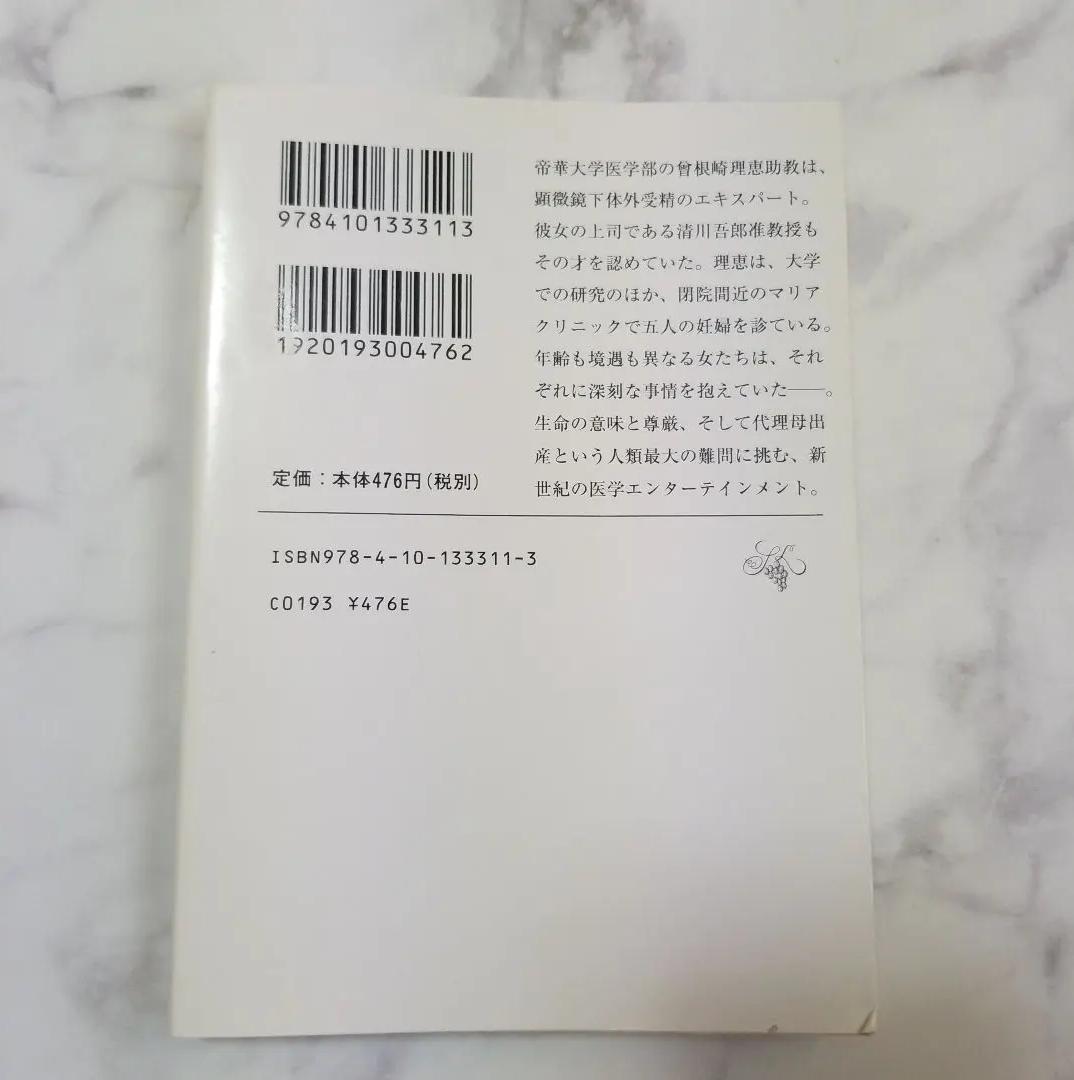 9784101333113
1920193004762
定価：本体476円（税別）
帝華大学医学部の曾根崎理恵助教は、
顕微鏡下体外受精のエキスパート。
彼女の上司である清川吾郎准教授も
その才を認めていた。理恵は、大学
での研究のほか、閉院間近のマリア
クリニックで五人の妊婦を診ている。
年齢も境遇も異なる女たちは、それ
ぞれに深刻な事情を抱えていた──。
生命の意味と尊厳、そして代理母出
産という人類最大の難問に挑む、新
世紀の医学エンターテインメント。
ISBN978-4-10-133311-3
C0193 ¥476E